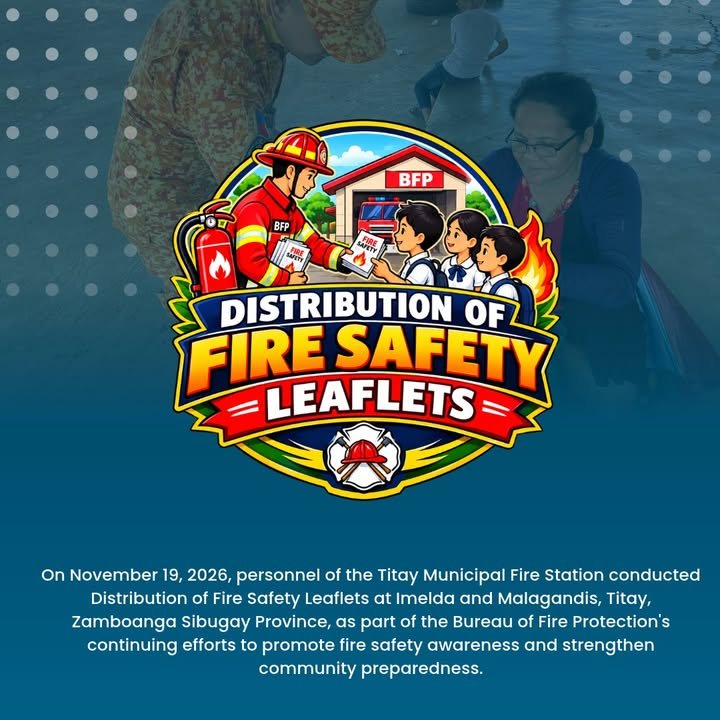 BFP
BFP
FIRE
SAFETY
FIRE
SAFETY
DISTRIBUTION OF
FIRE SAFETY
LEAFLETS
On November 19, 2026, personnel of the Titay Municipal Fire Station conducted
Distribution of Fire Safety Leaflets at Imelda and Malagandis, Titay,
Zamboanga Sibugay Province, as part of the Bureau of Fire Protection's
continuing efforts to promote fire safety awareness and strengthen
community preparedness.